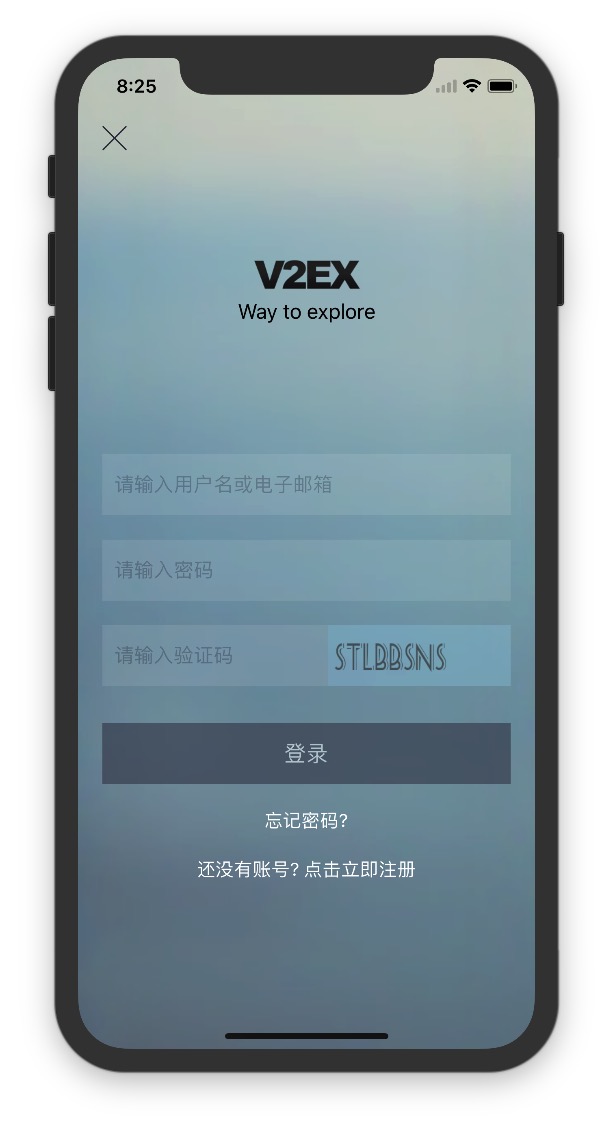 8:25
V2EX
Way to explore
请输入用户名或电子邮箱
请输入密码
请输入验证码 STLBBSNS
登录
忘记密码?
还没有账号? 点击立即注册